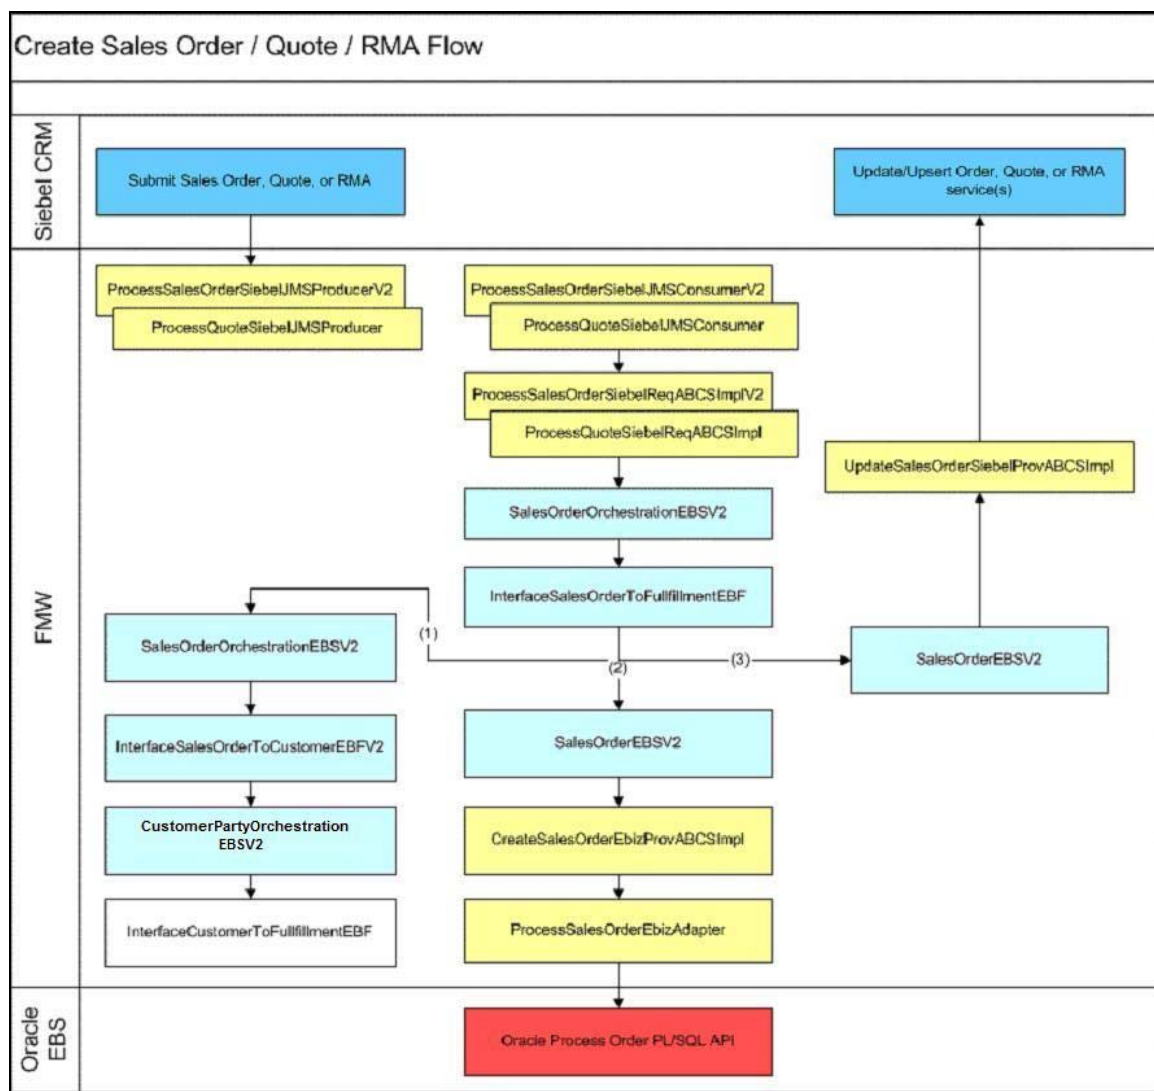 Create Sales Order / Quote / RMA Flow
Siebel CRM
Submit Sales Order, Quote, or RMA
Update/Upsert Order, Quote, or RMA
service(s)
FMW
ProcessSalesOrderSiebelJMSProducerV2
ProcessQuoteSiebelJMSProducer
ProcessSalesOrderSiebelJMSConsumerV2
ProcessQuoteSiebelJMSConsumer
ProcessSalesOrderSiebelReqABCSImplV2
ProcessQuoteSiebelReqABCSImpl
UpdateSalesOrderSiebelProvABCSImpl
SalesOrderOrchestrationEBSV2
InterfaceSalesOrderToFullfillmentEBF
(1)
(2)
(3)
SalesOrderOrchestrationEBSV2
InterfaceSalesOrderToCustomerEBFV2
CustomerPartyOrchestration
EBSV2
InterfaceCustomerToFullfillmentEBF
SalesOrderEBSV2
CreateSalesOrderEbizProvABCSImpl
ProcessSalesOrderEbizAdapter
SalesOrderEBSV2
Oracle
EBS
Oracle Process Order PL/SQL API